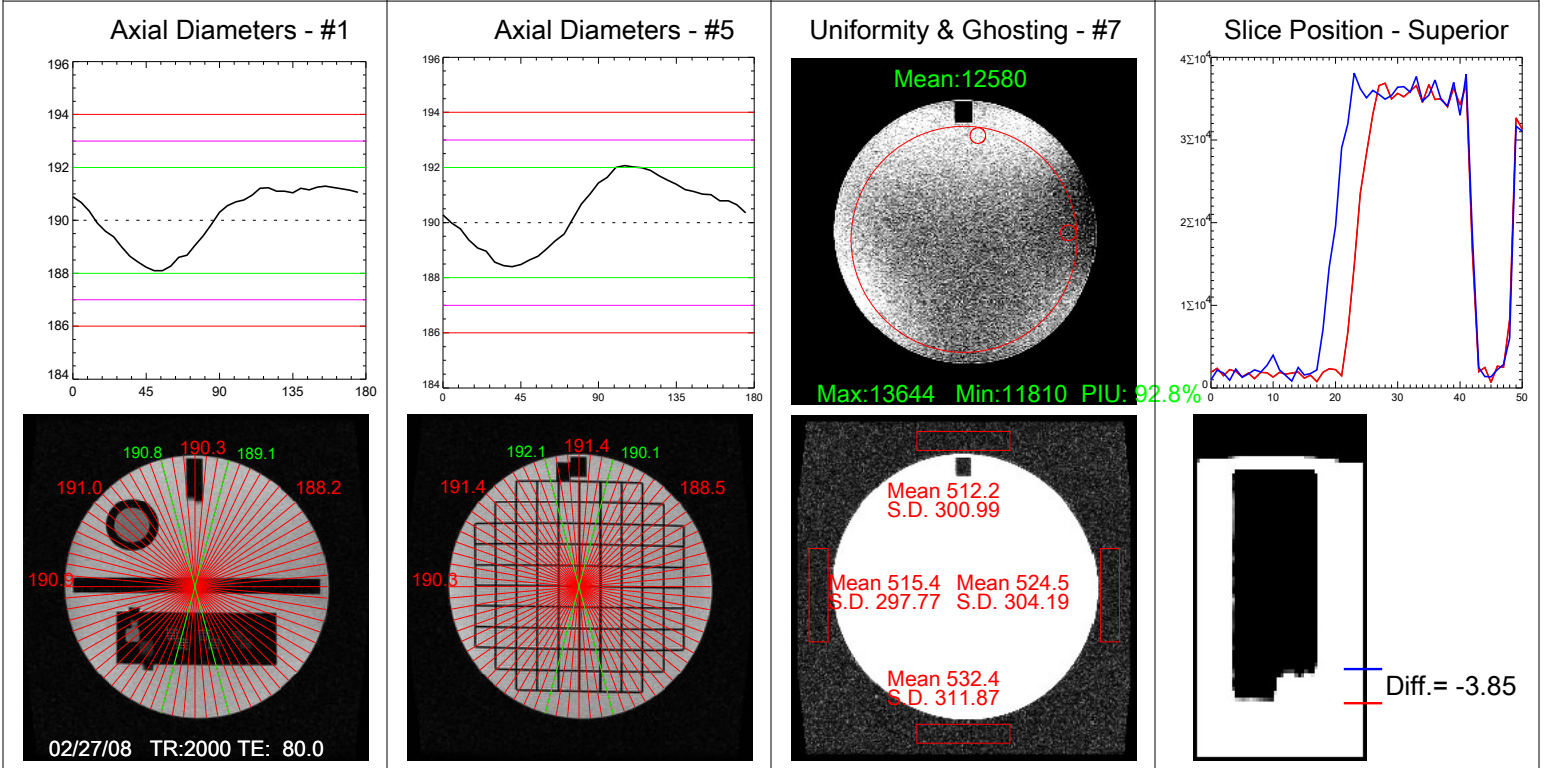 Axial Diameters - #1
Axial Diameters - #5
Uniformity & Ghosting - #7
Slice Position - Superior
196
194
192
190
188
186
184
0 45 90 135 180
196
194
192
190
188
186
184
0 45 90 135 180
Mean:12580
Max:13644 Min:11810 PIU: 92.8%
4Σ10⁴
3Σ10⁴
2Σ10⁴
1Σ10⁴
0
0 10 20 30 40 50
190.8 190.3 189.1
191.0 188.2
190.9
02/27/08 TR:2000 TE: 80.0
192.1 191.4 190.1
191.4 188.5
190.3
Mean 512.2
S.D. 300.99
Mean 515.4 Mean 524.5
S.D. 297.77 S.D. 304.19
Mean 532.4
S.D. 311.87
Diff.= -3.85